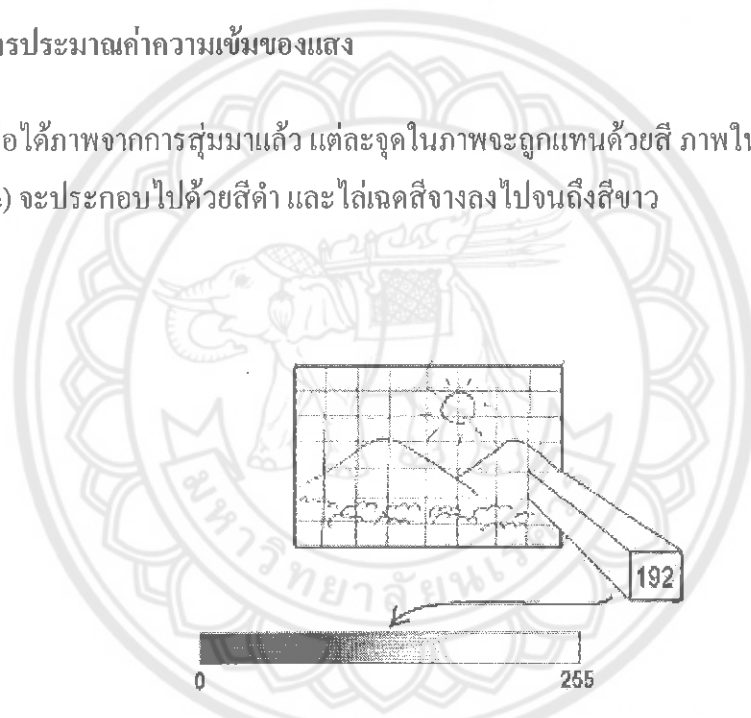 ารประมาณค่าความเข้มของแสง
อได้ภาพจากการสุ่มมาแล้ว แต่ละจุดในภาพจะถูกแทนด้วยสี ภาพใน
) จะประกอบไปด้วยสีดำ และไล่เฉดสีจางลงไปจนถึงสีขาว
192
0 255